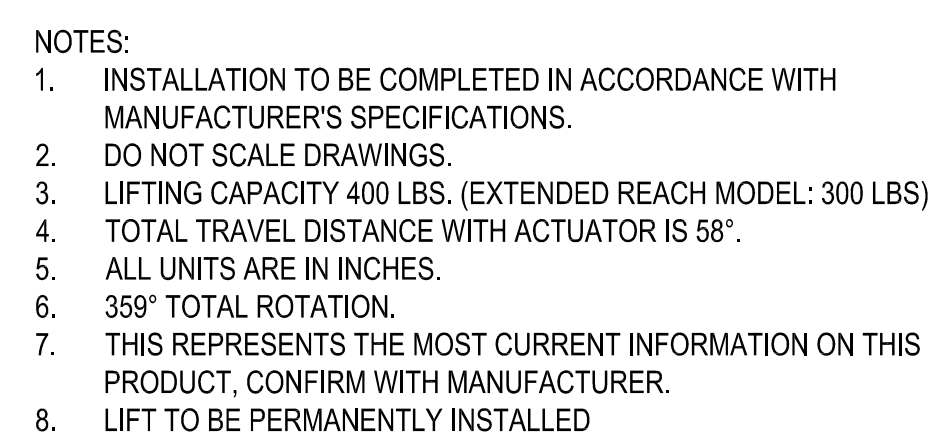 NOTES:
1. INSTALLATION TO BE COMPLETED IN ACCORDANCE WITH
MANUFACTURER'S SPECIFICATIONS.
2. DO NOT SCALE DRAWINGS.
3. LIFTING CAPACITY 400 LBS. (EXTENDED REACH MODEL: 300 LBS)
4. TOTAL TRAVEL DISTANCE WITH ACTUATOR IS 58°.
5. ALL UNITS ARE IN INCHES.
6. 359° TOTAL ROTATION.
7. THIS REPRESENTS THE MOST CURRENT INFORMATION ON THIS
PRODUCT, CONFIRM WITH MANUFACTURER.
8. LIFT TO BE PERMANENTLY INSTALLED